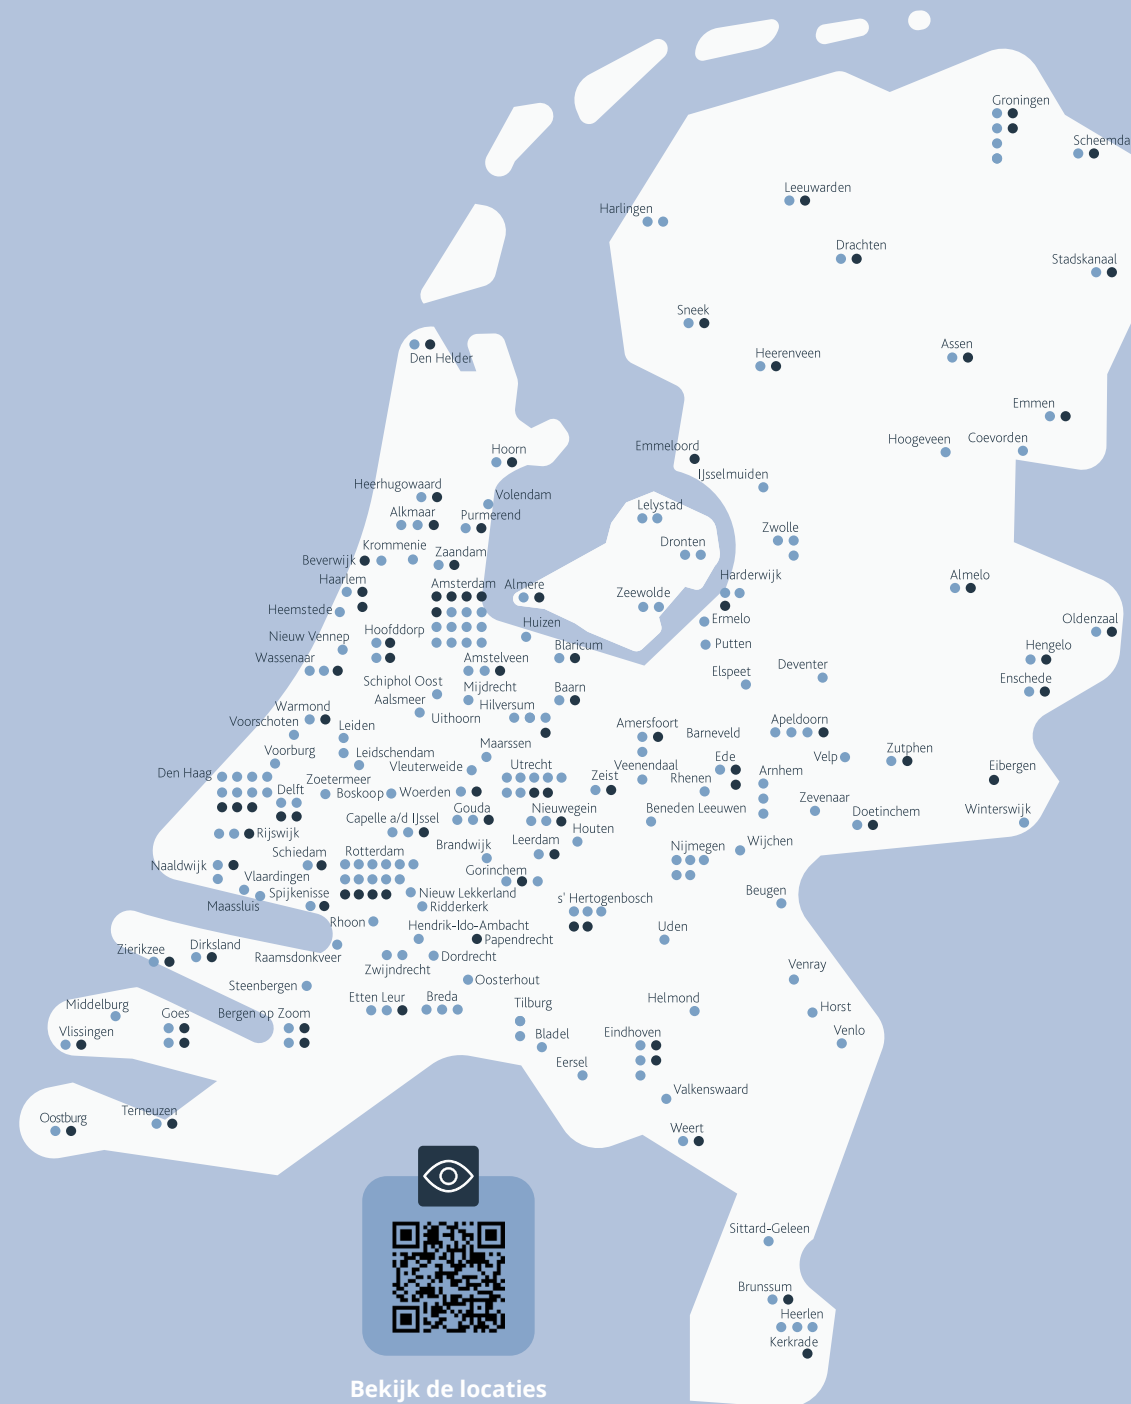 Groningen
Scheemda
Leeuwarden
Harlingen
Drachten
Stadskanaal
Sneek
Assen
Heerenveen
Den Helder
Emmen
Hoogeveen
Coevorden
Emmeloord
Hoorn
IJsselmuiden
Heerhugowaard
Volendam
Lelystad
Alkmaar
Purmerend
Zwolle
Krommenie
Dronten
Zaandam
Beverwijk
Haarlem
Amsterdam
Almere
Harderwijk
Almelo
Zeewolde
Heemstede
Ermelo
Oldenzaal
Huizen
Hoofddorp
Nieuw Vennep
Blaricum
Putten
Hengelo
Wassenaar
Amstelveen
Deventer
Elspeet
Enschede
Schiphol Oost
Mijdrecht
Baarn
Aalsmeer
Warmond
Hilversum
Voorschoten
Leiden
Uithoorn
Amersfoort
Barneveld
Apeldoorn
Maarssen
Voorburg
Leidschendam
Zutphen
Velp
Ede
Den Haag
Vleuterweide
Utrecht
Zeist
Veenendaal
Arnhem
Eibergen
Zoetermeer
Rhenen
Delft
Boskoop
Woerden
Zevenaar
Gouda
Nieuwegein
Beneden Leeuwen
Doetinchem
Winterswijk
Capelle a/d IJssel
Rijswijk
Houten
Leerdam
Wijchen
Brandwijk
Nijmegen
Schiedam
Rotterdam
Naaldwijk
Gorinchem
Vlaardingen
Spijkenisse
Nieuw Lekkerland
Beugen
s' Hertogenbosch
Maassluis
Ridderkerk
Rhoon
Hendrik-Ido-Ambacht
Uden
Papendrecht
Dirksland
Zierikzee
Raamsdonkveer
Dordrecht
Zwijndrecht
Venray
Oosterhout
Steenbergen
Etten Leur
Breda
Helmond
Middelburg
Tilburg
Horst
Goes
Bergen op Zoom
Vlissingen
Bladel
Eindhoven
Venlo
Eersel
Valkenswaard
Terneuzen
Oostburg
Weert
Sittard-Geleen
Brunssum
Heerlen
Kerkrade
Bekijk de locaties